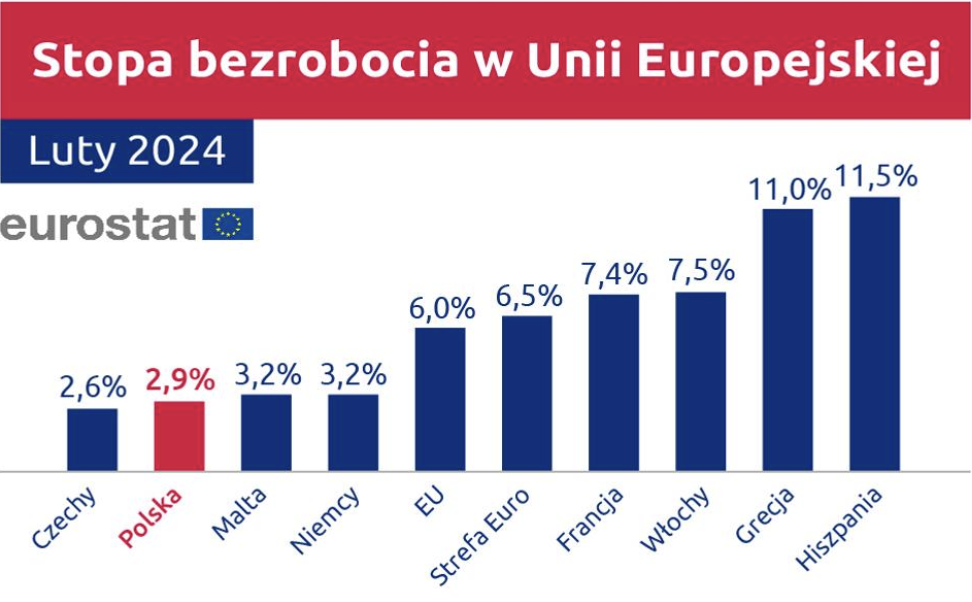 Stopa bezrobocia w Unii Europejskiej
Luty 2024
eurostat
2,6%
2,9%
3,2%
3,2%
6,0%
6,5%
7,4%
7,5%
11,0%
11,5%
Czechy
Polska
Malta
Niemcy
EU
Strefa Euro
Francja
Włochy
Grecja
Hiszpania